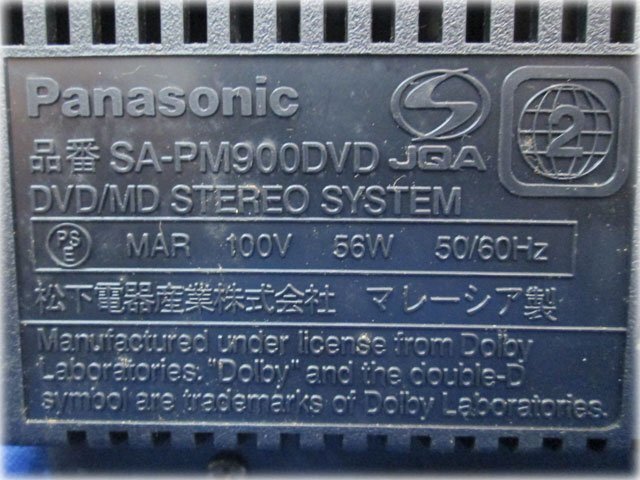 Panasonic
JQA
2
品番 SA-PM900DVD
DVD/MD STEREO SYSTEM
PS E MAR 100V 56W 50/60Hz
松下電器産業株式会社 マレーシア製
Manufactured under license from Dolby
Laboratories. "Dolby" and the double-D
symbol are trademarks of Dolby Laboratories.